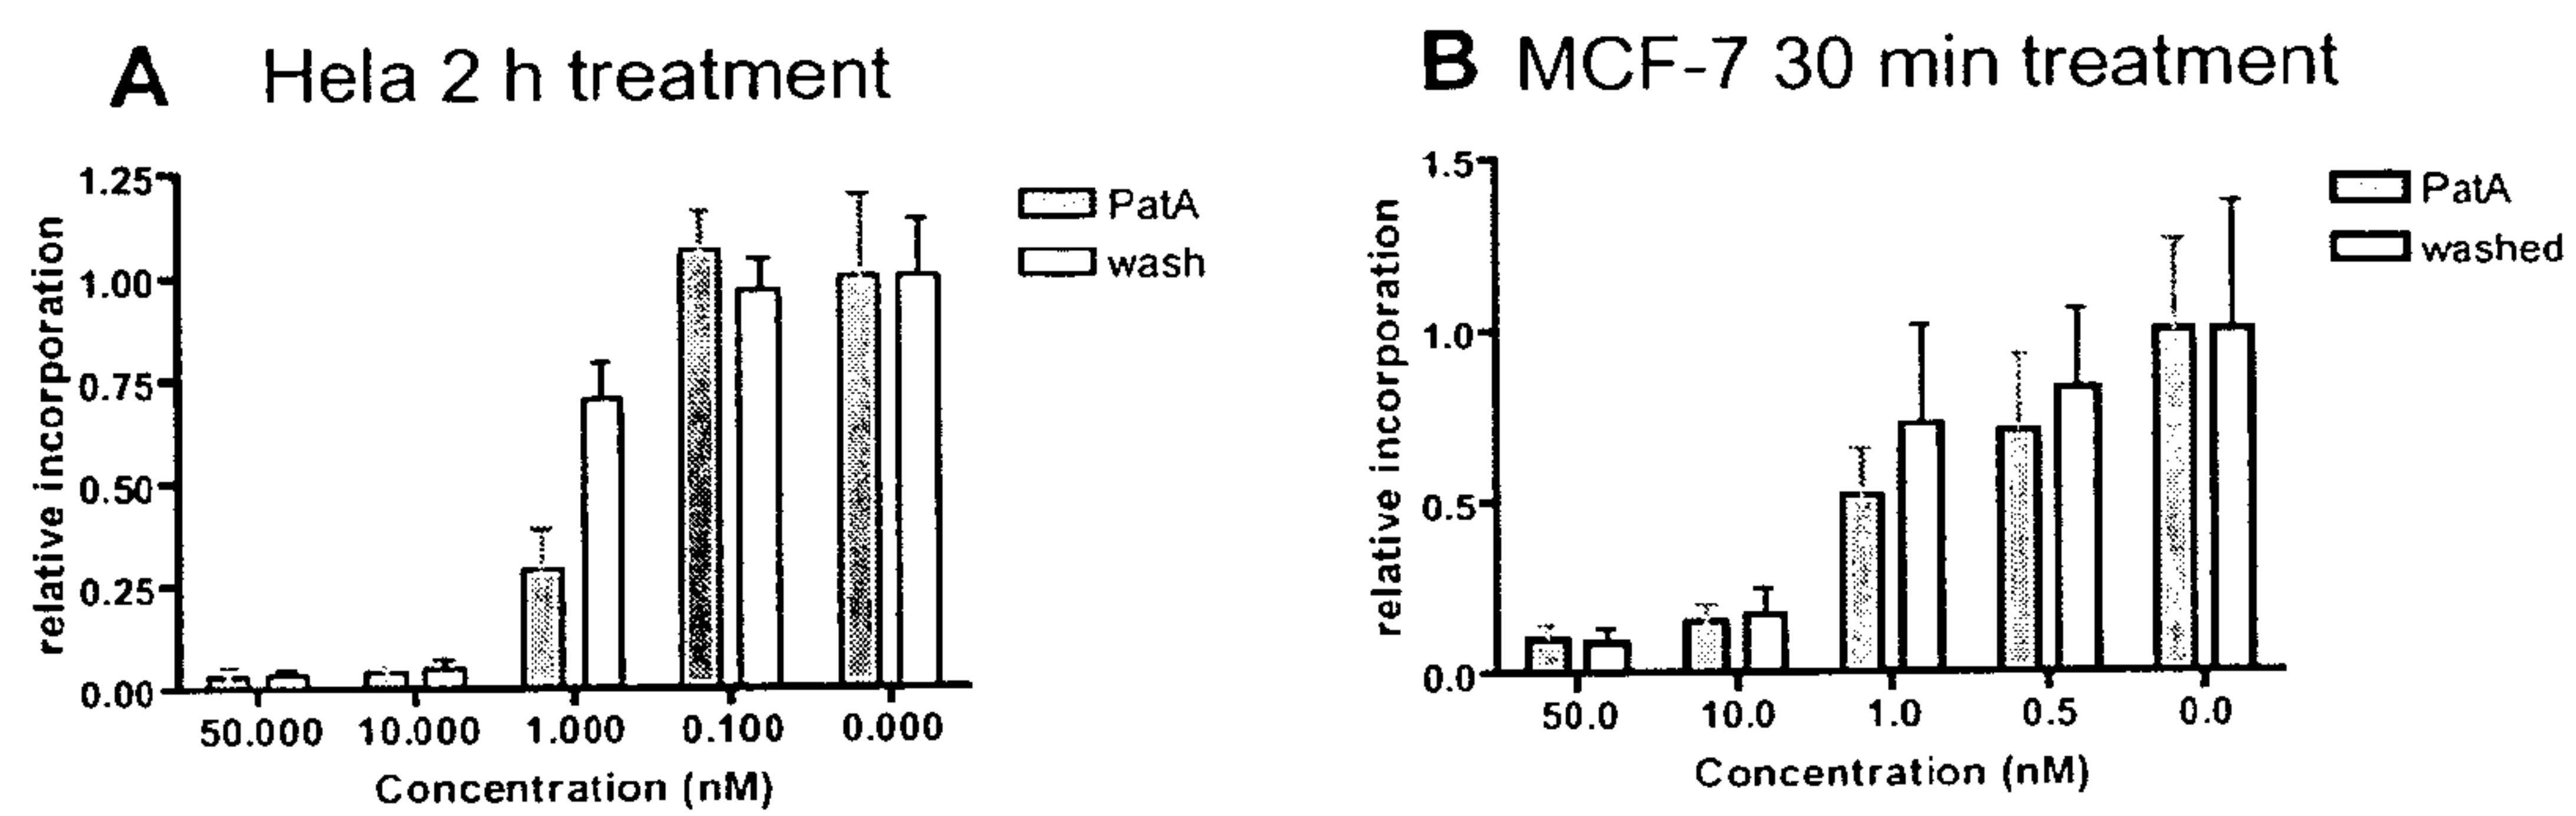 A Hela 2 h treatment
1.25
1.00
0.75
0.50
0.25
0.00
relative incorporation
50.000 10.000 1.000 0.100 0.000
Concentration (nM)
PatA
wash
B MCF-7 30 min treatment
1.5
1.0
0.5
0.0
relative incorporation
50.0 10.0 1.0 0.5 0.0
Concentration (nM)
PatA
washed